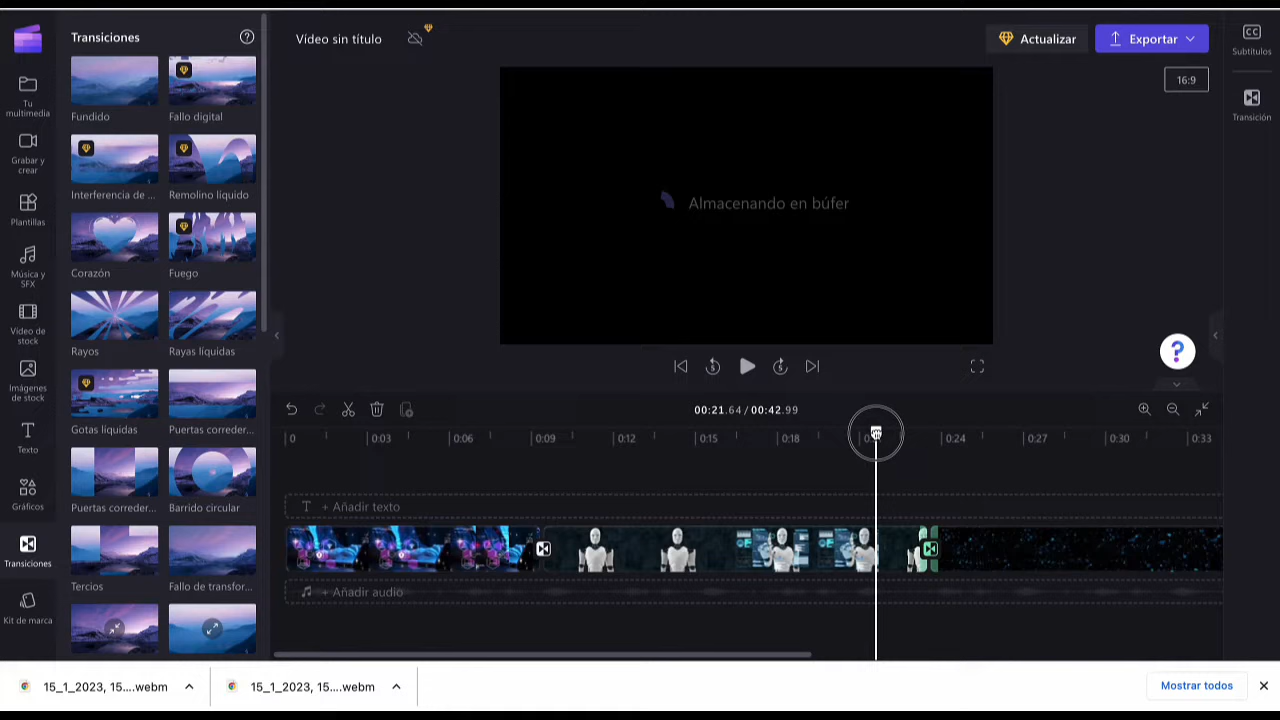 Transiciones
Vídeo sin título
Actualizar
Exportar
CC
Subtítulos
16:9
Transición
Tu multimedia
Grabar y crear
Plantillas
Música y SFX
Vídeo de stock
Imágenes de stock
T
Texto
Gráficos
Transiciones
Kit de marca
Fundido
Fallo digital
Interferencia de ...
Remolino líquido
Corazón
Fuego
Rayos
Rayas líquidas
Gotas líquidas
Puertas correder...
Puertas correder...
Barrido circular
Tercios
Fallo de transfor...
Almacenando en búfer
5
5
?
00:21.64 / 00:42.99
0
0:03
0:06
0:09
0:12
0:15
0:18
0:24
0:27
0:30
0:33
T + Añadir texto
+ Añadir audio
15_1_2023, 15....webm
15_1_2023, 15....webm
Mostrar todos